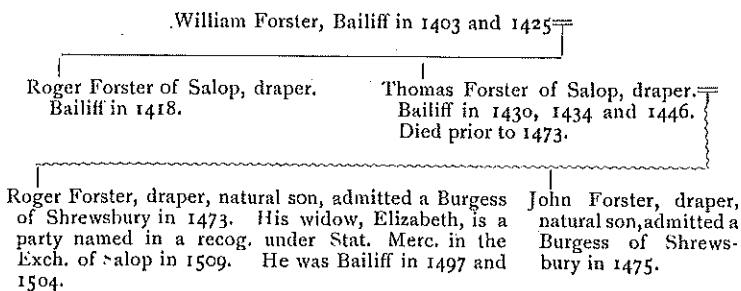 .William Forster, Bailiff in 1403 and 1425
Roger Forster of Salop, draper.
Bailiff in 1418.
Thomas Forster of Salop, draper.
Bailiff in 1430, 1434 and 1446.
Died prior to 1473.
Roger Forster, draper, natural son, admitted a Burgess
of Shrewsbury in 1473. His widow, Elizabeth, is a
party named in a recog. under Stat. Merc. in the
Exch. of Salop in 1509. He was Bailiff in 1497 and
1504.
John Forster, draper,
natural son, admitted a
Burgess of Shrews-
bury in 1475.